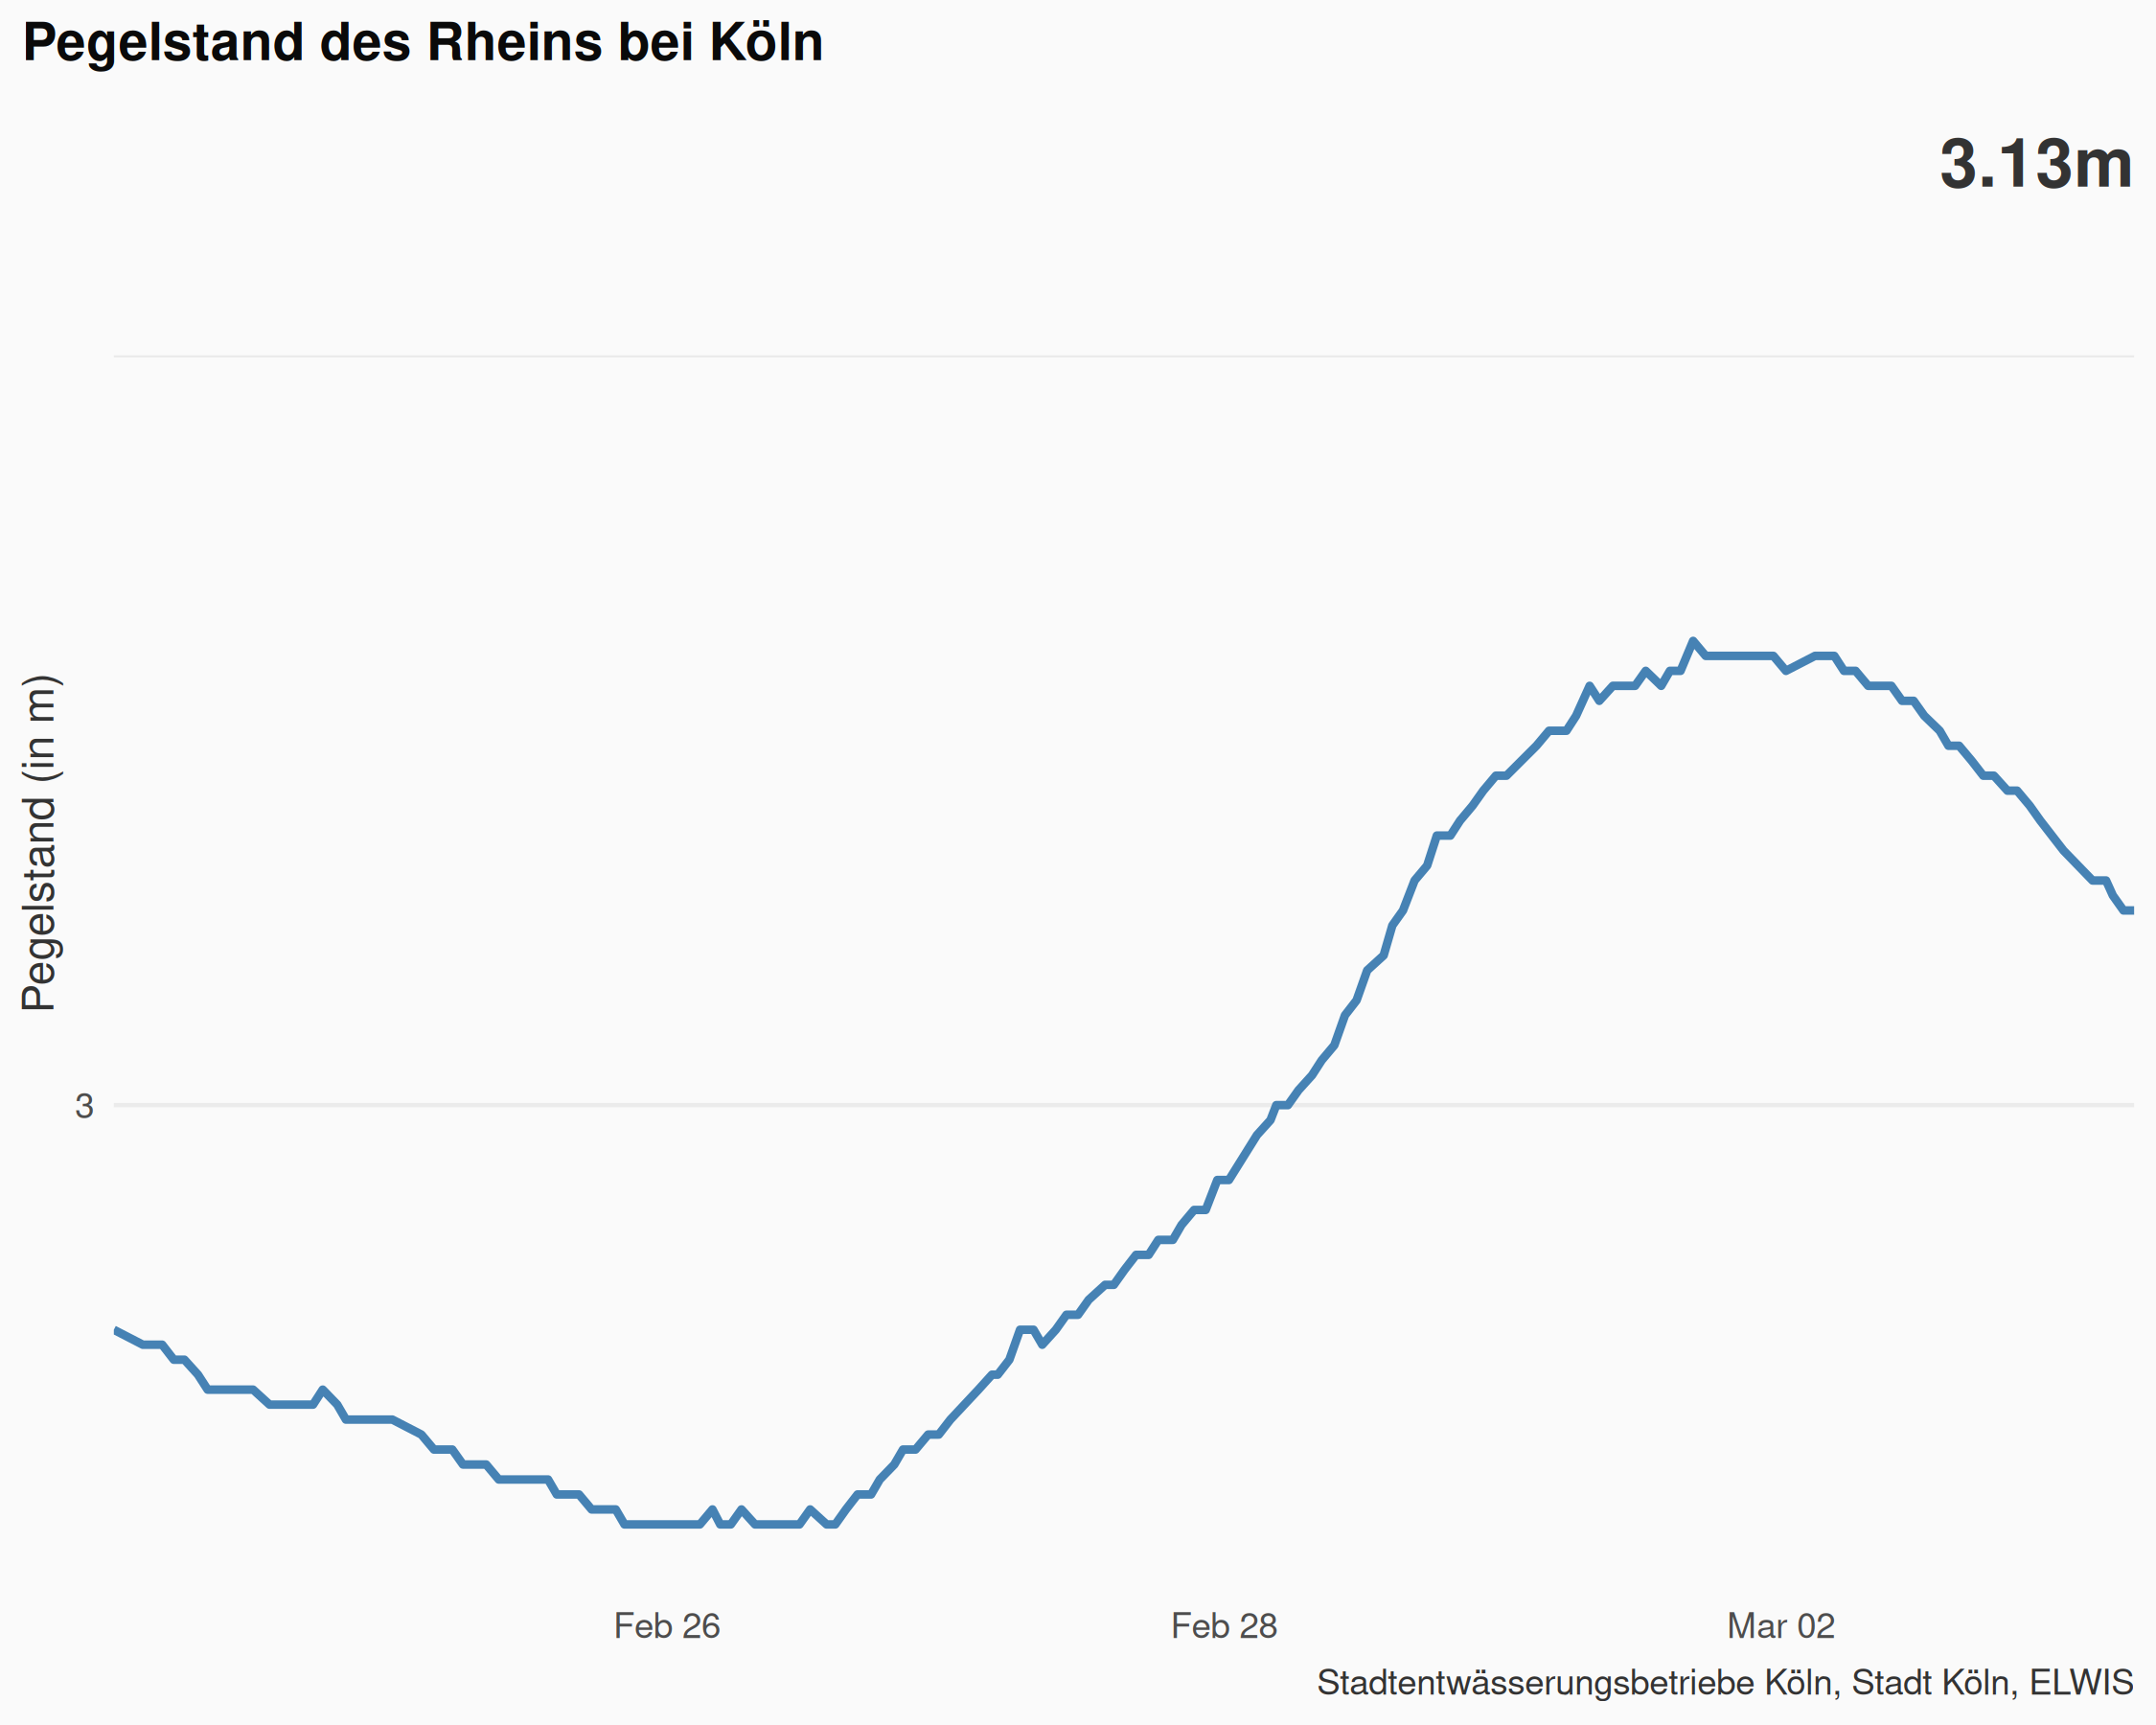 Pegelstand des Rheins bei Köln
3.13m
Pegelstand (in m)
3
Feb 26
Feb 28
Mar 02
Stadtentwässerungsbetriebe Köln, Stadt Köln, ELWIS